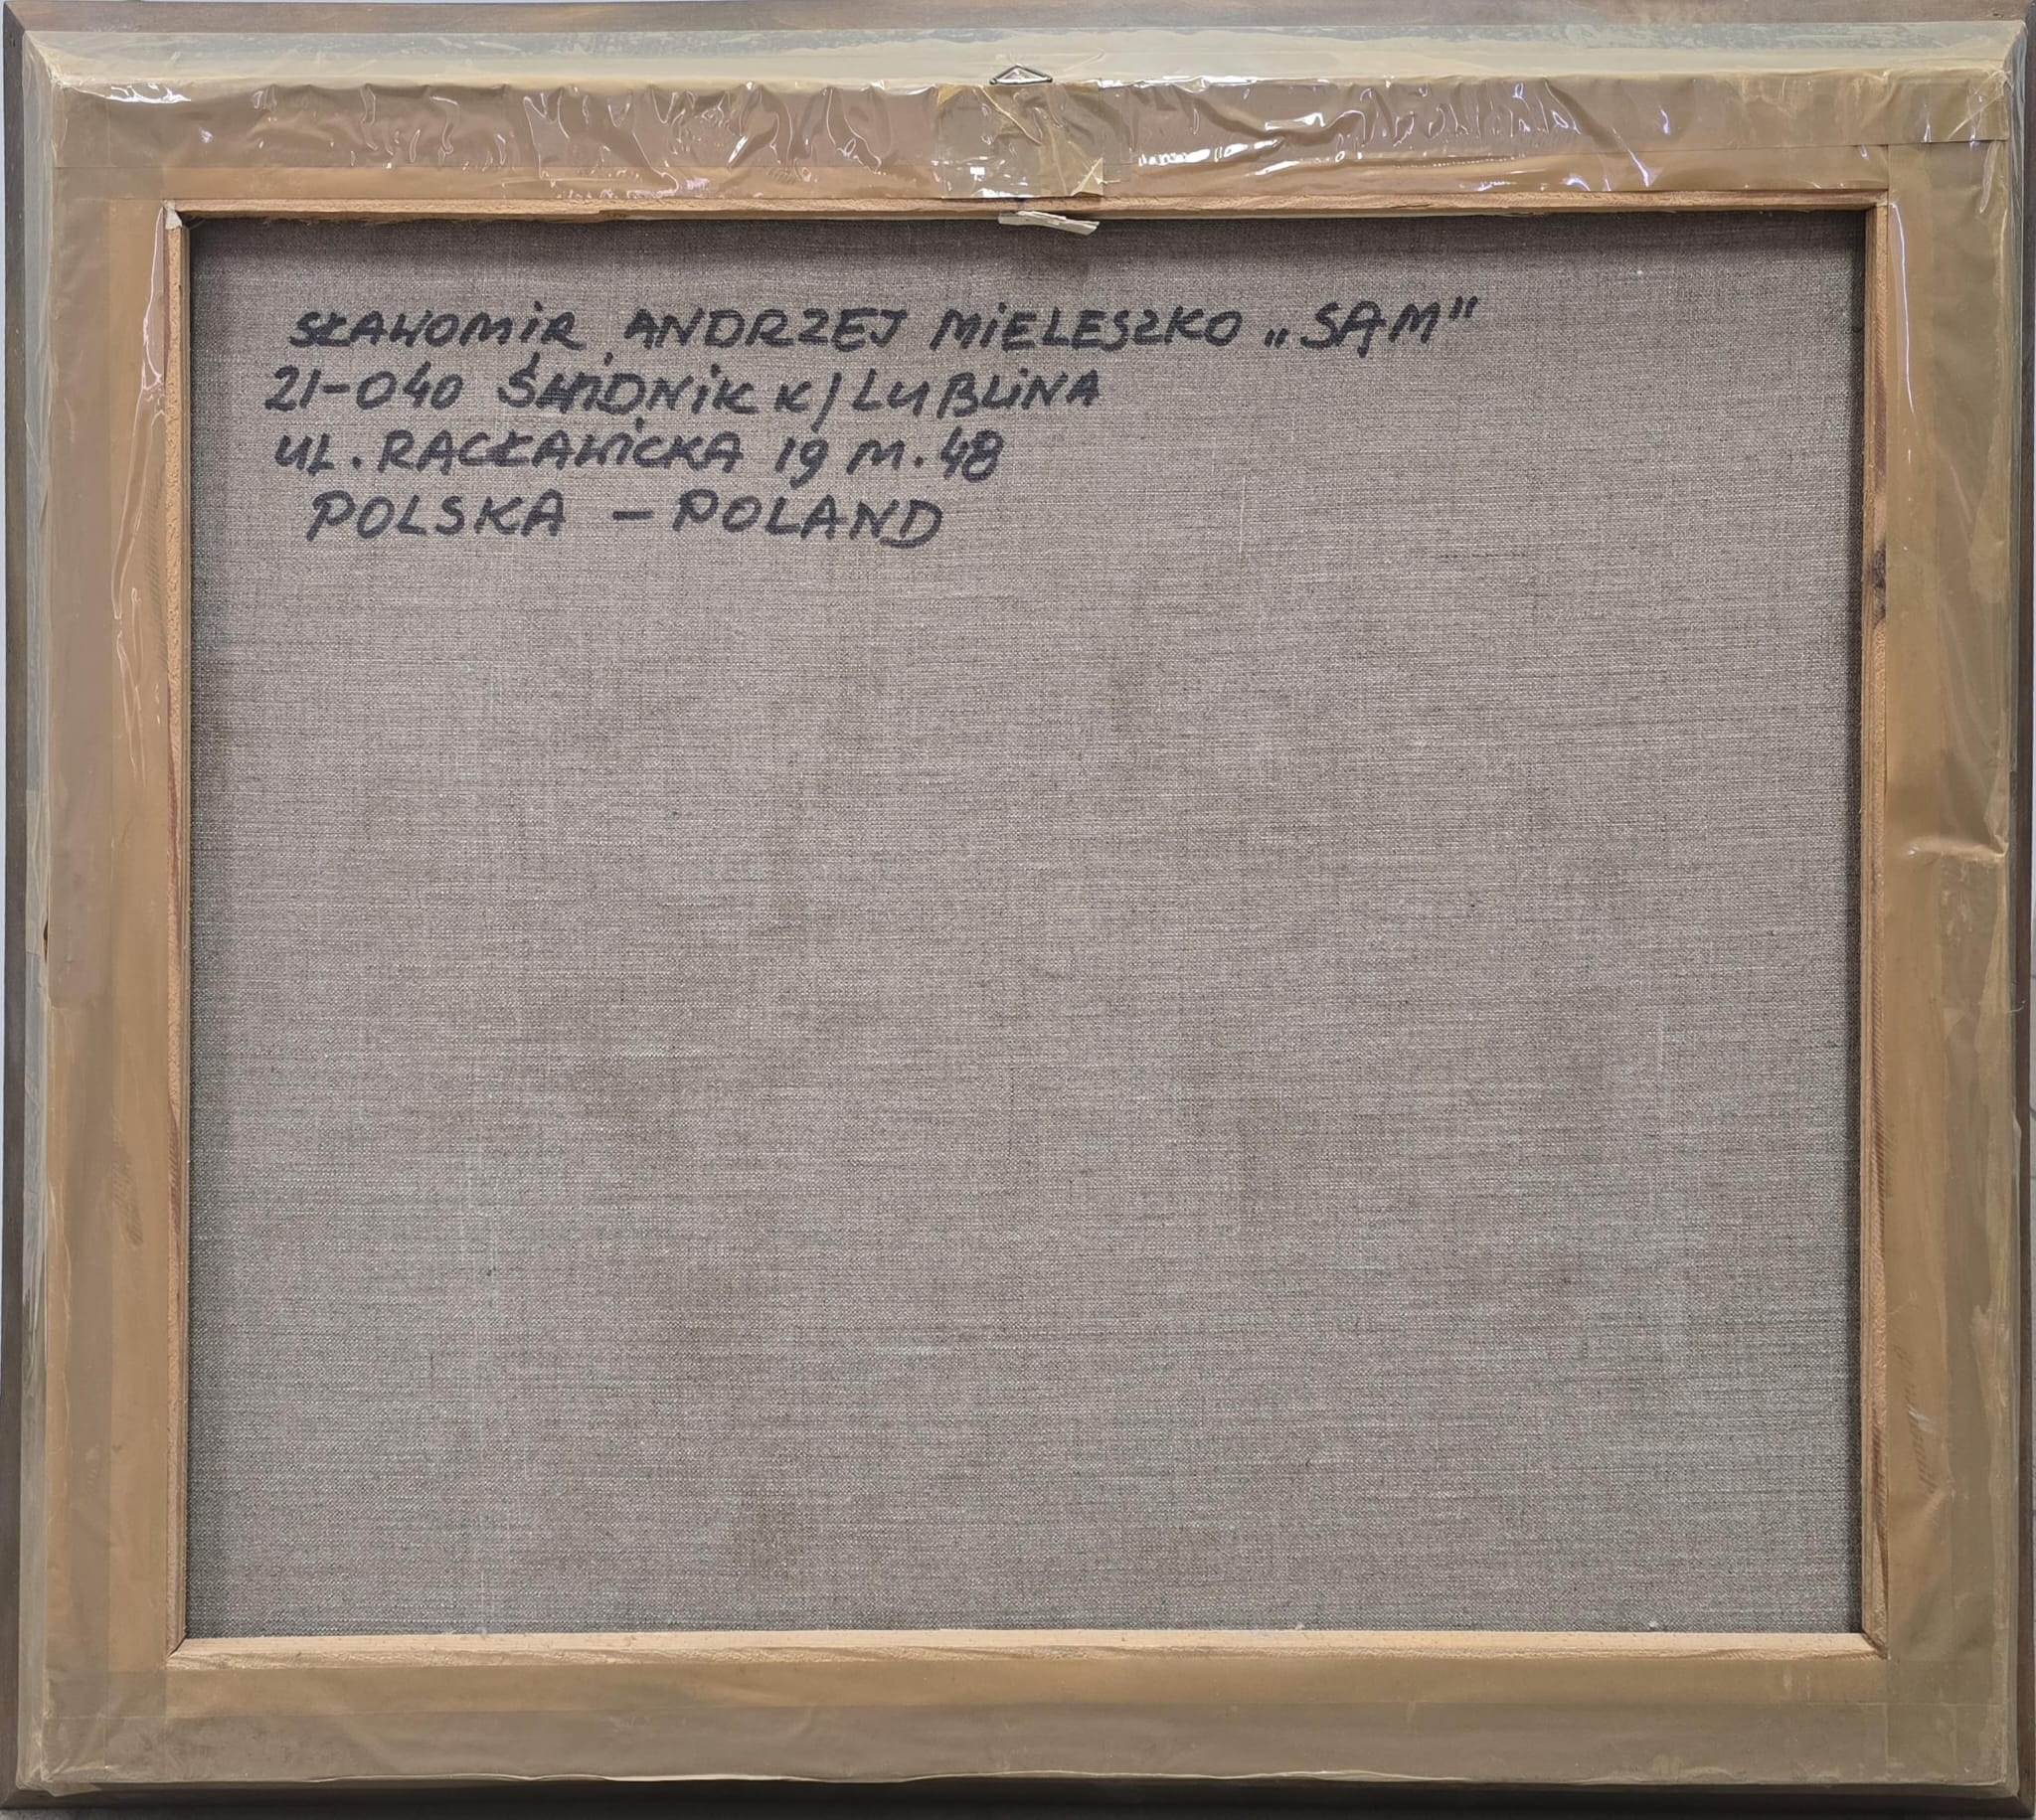 SŁAWOMiR ANDRZEJ MiELESZKO „SAM"
21-040 ŚWiDNiK K/LUBLiNA
UL. RACŁAWiCKA 19 M. 48
POLSKA – POLAND